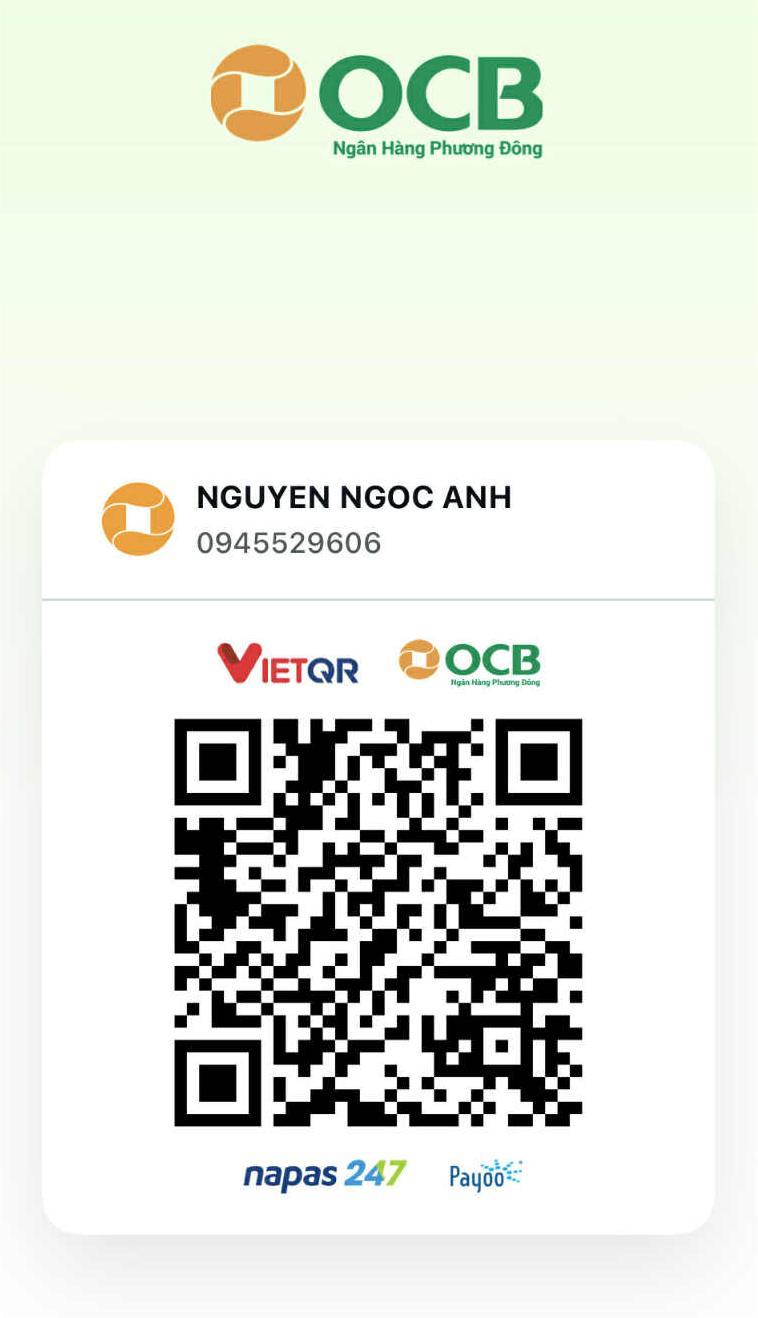 OCB
Ngân Hàng Phương Đông
NGUYEN NGOC ANH
0945529606
VIETQR OCB
Ngân Hàng Phương Đông
napas 247 Payoo